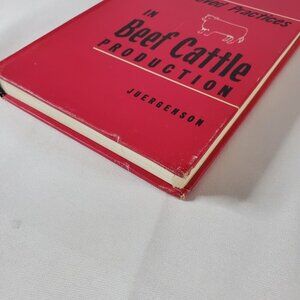 Practices
IN
Beef Cattle
PRODUCTION
JUERGENSON